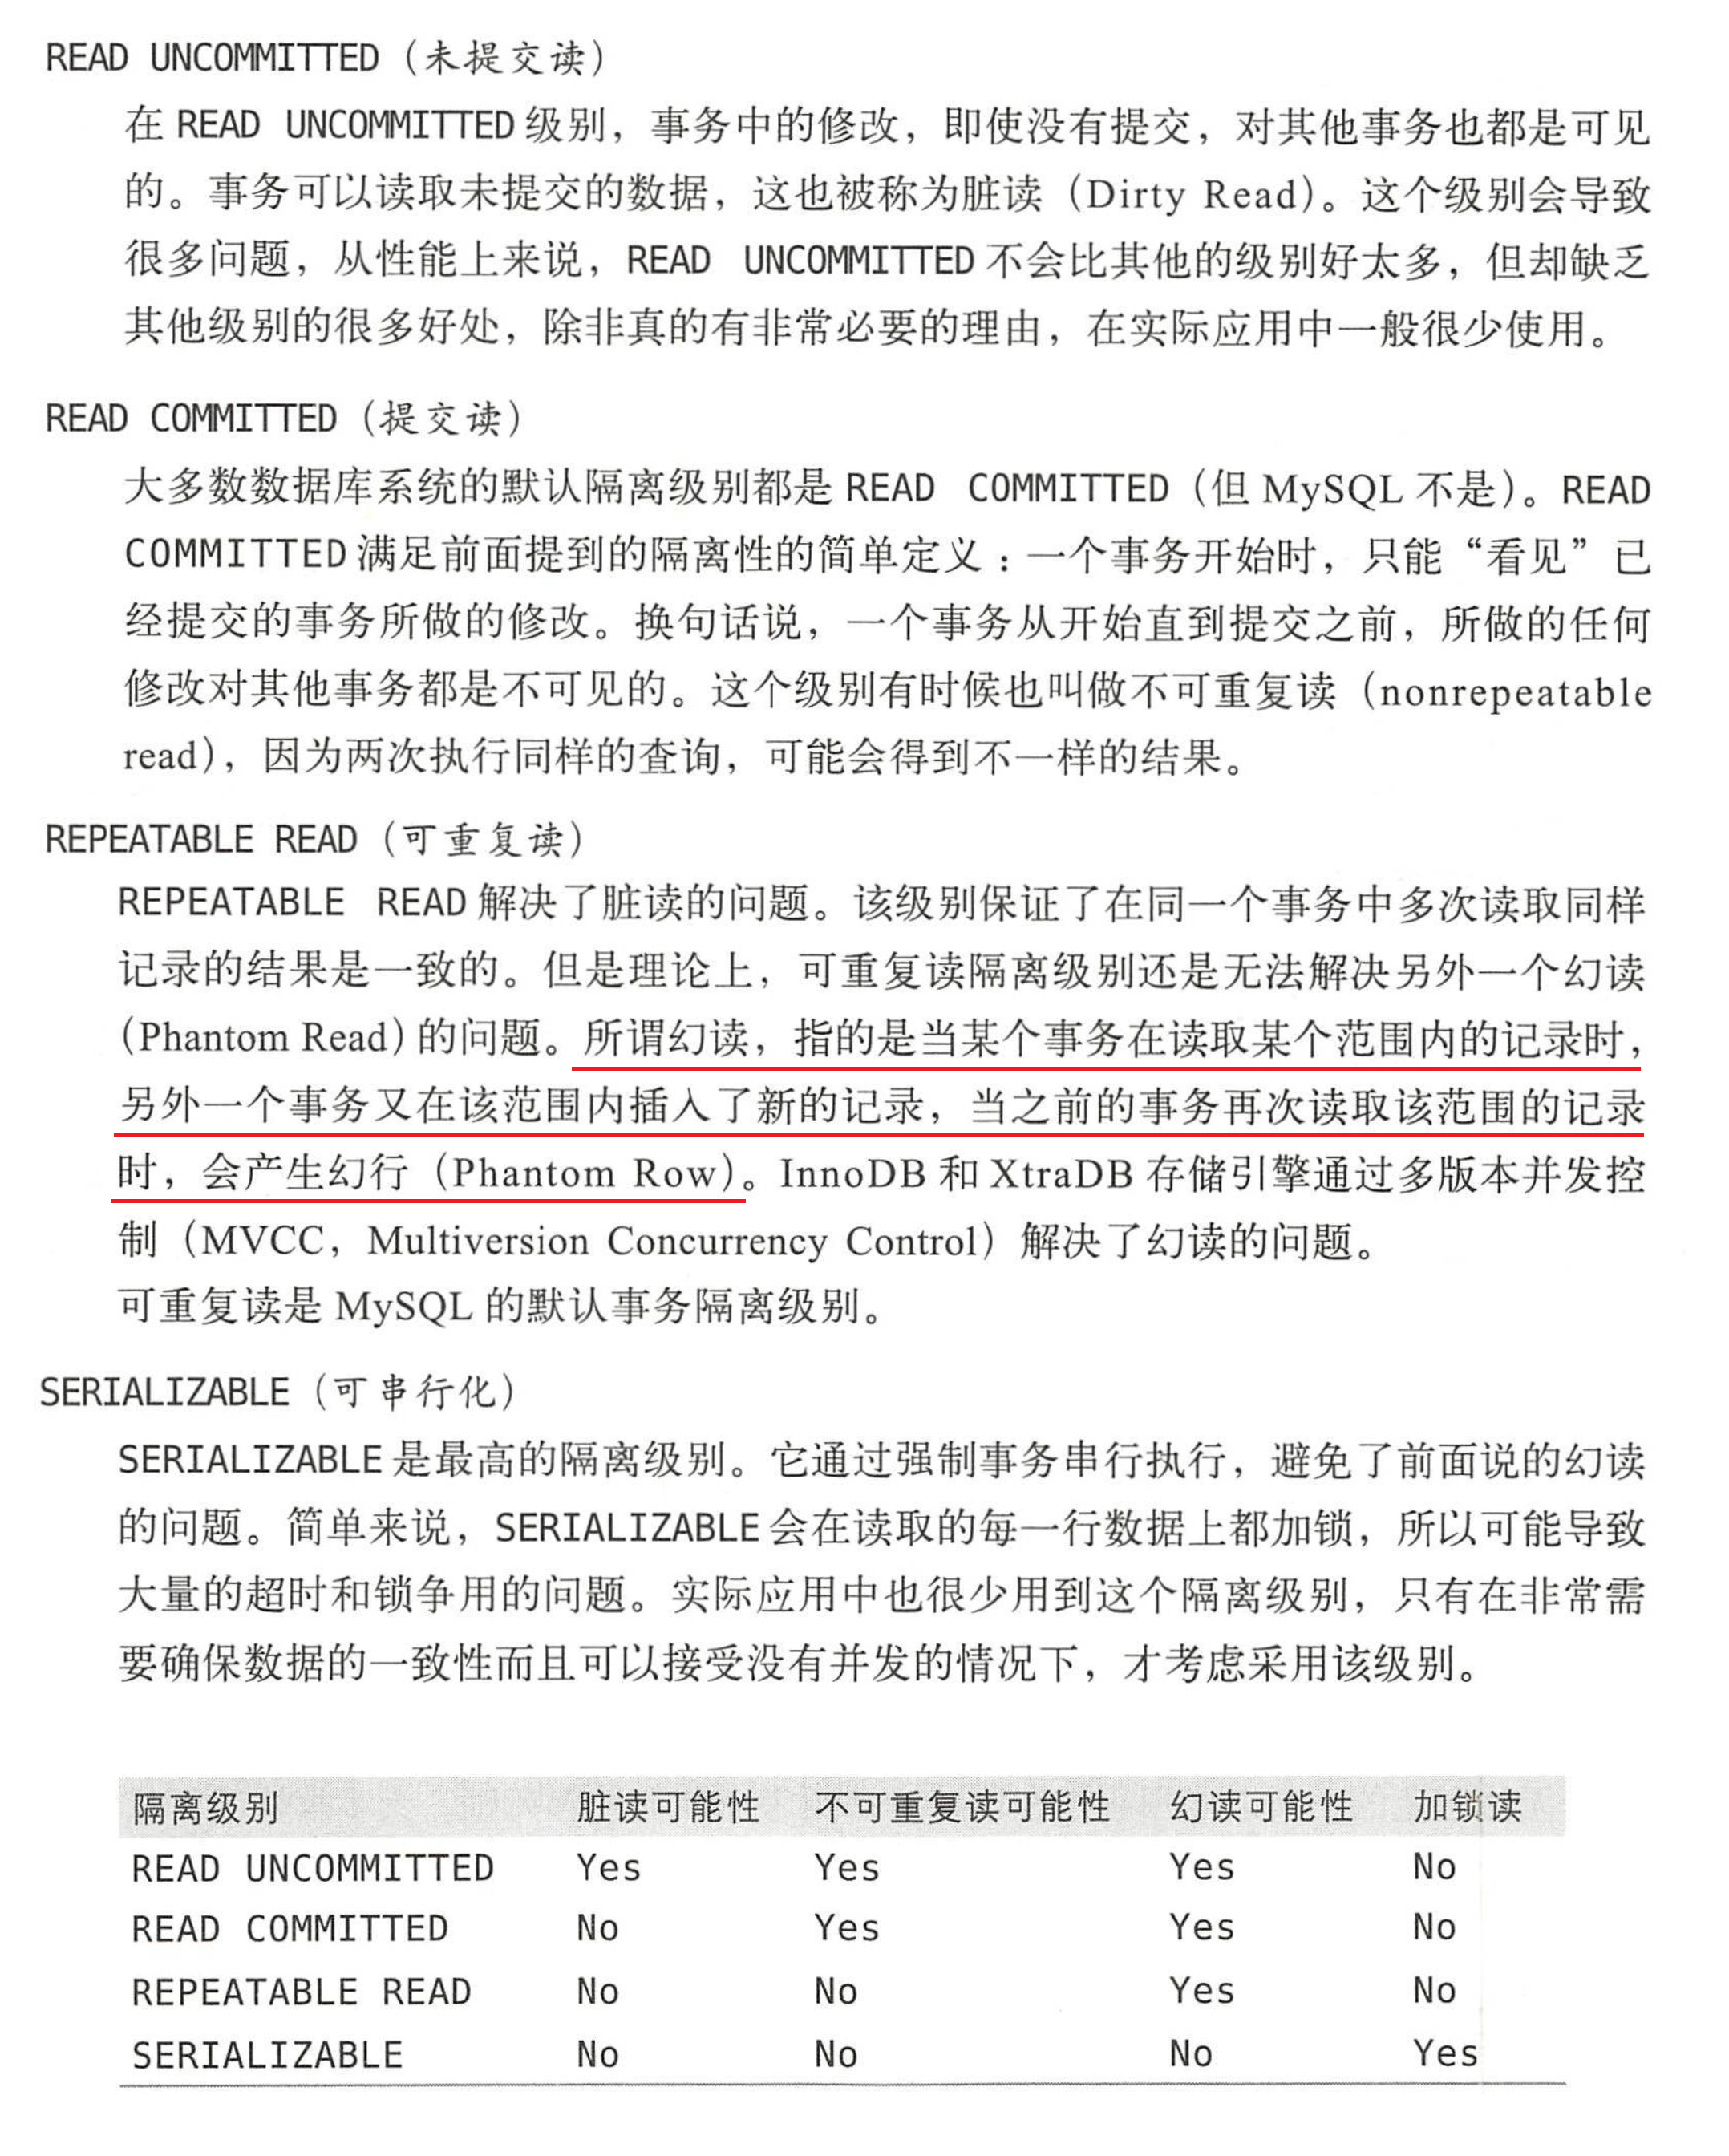 READ UNCOMMITTED（未提交读）
在 READ UNCOMMITTED 级别，事务中的修改，即使没有提交，对其他事务也都是可见
的。事务可以读取未提交的数据，这也被称为脏读（Dirty Read）。这个级别会导致
很多问题，从性能上来说，READ UNCOMMITTED 不会比其他的级别好太多，但却缺乏
其他级别的很多好处，除非真的有非常必要的理由，在实际应用中一般很少使用。
READ COMMITTED（提交读）
大多数数据库系统的默认隔离级别都是 READ COMMITTED（但 MySQL 不是）。READ
COMMITTED 满足前面提到的隔离性的简单定义：一个事务开始时，只能“看见”已
经提交的事务所做的修改。换句话说，一个事务从开始直到提交之前，所做的任何
修改对其他事务都是不可见的。这个级别有时候也叫做不可重复读（nonrepeatable
read），因为两次执行同样的查询，可能会得到不一样的结果。
REPEATABLE READ（可重复读）
REPEATABLE READ 解决了脏读的问题。该级别保证了在同一个事务中多次读取同样
记录的结果是一致的。但是理论上，可重复读隔离级别还是无法解决另外一个幻读
（Phantom Read）的问题。所谓幻读，指的是当某个事务在读取某个范围内的记录时，
另外一个事务又在该范围内插入了新的记录，当之前的事务再次读取该范围的记录
时，会产生幻行（Phantom Row）。InnoDB 和 XtraDB 存储引擎通过多版本并发控
制（MVCC，Multiversion Concurrency Control）解决了幻读的问题。
可重复读是 MySQL 的默认事务隔离级别。
SERIALIZABLE（可串行化）
SERIALIZABLE 是最高的隔离级别。它通过强制事务串行执行，避免了前面说的幻读
的问题。简单来说，SERIALIZABLE 会在读取的每一行数据上都加锁，所以可能导致
大量的超时和锁争用的问题。实际应用中也很少用到这个隔离级别，只有在非常需
要确保数据的一致性而且可以接受没有并发的情况下，才考虑采用该级别。
隔离级别 脏读可能性 不可重复读可能性 幻读可能性 加锁读
READ UNCOMMITTED Yes Yes Yes No
READ COMMITTED No Yes Yes No
REPEATABLE READ No No Yes No
SERIALIZABLE No No No Yes